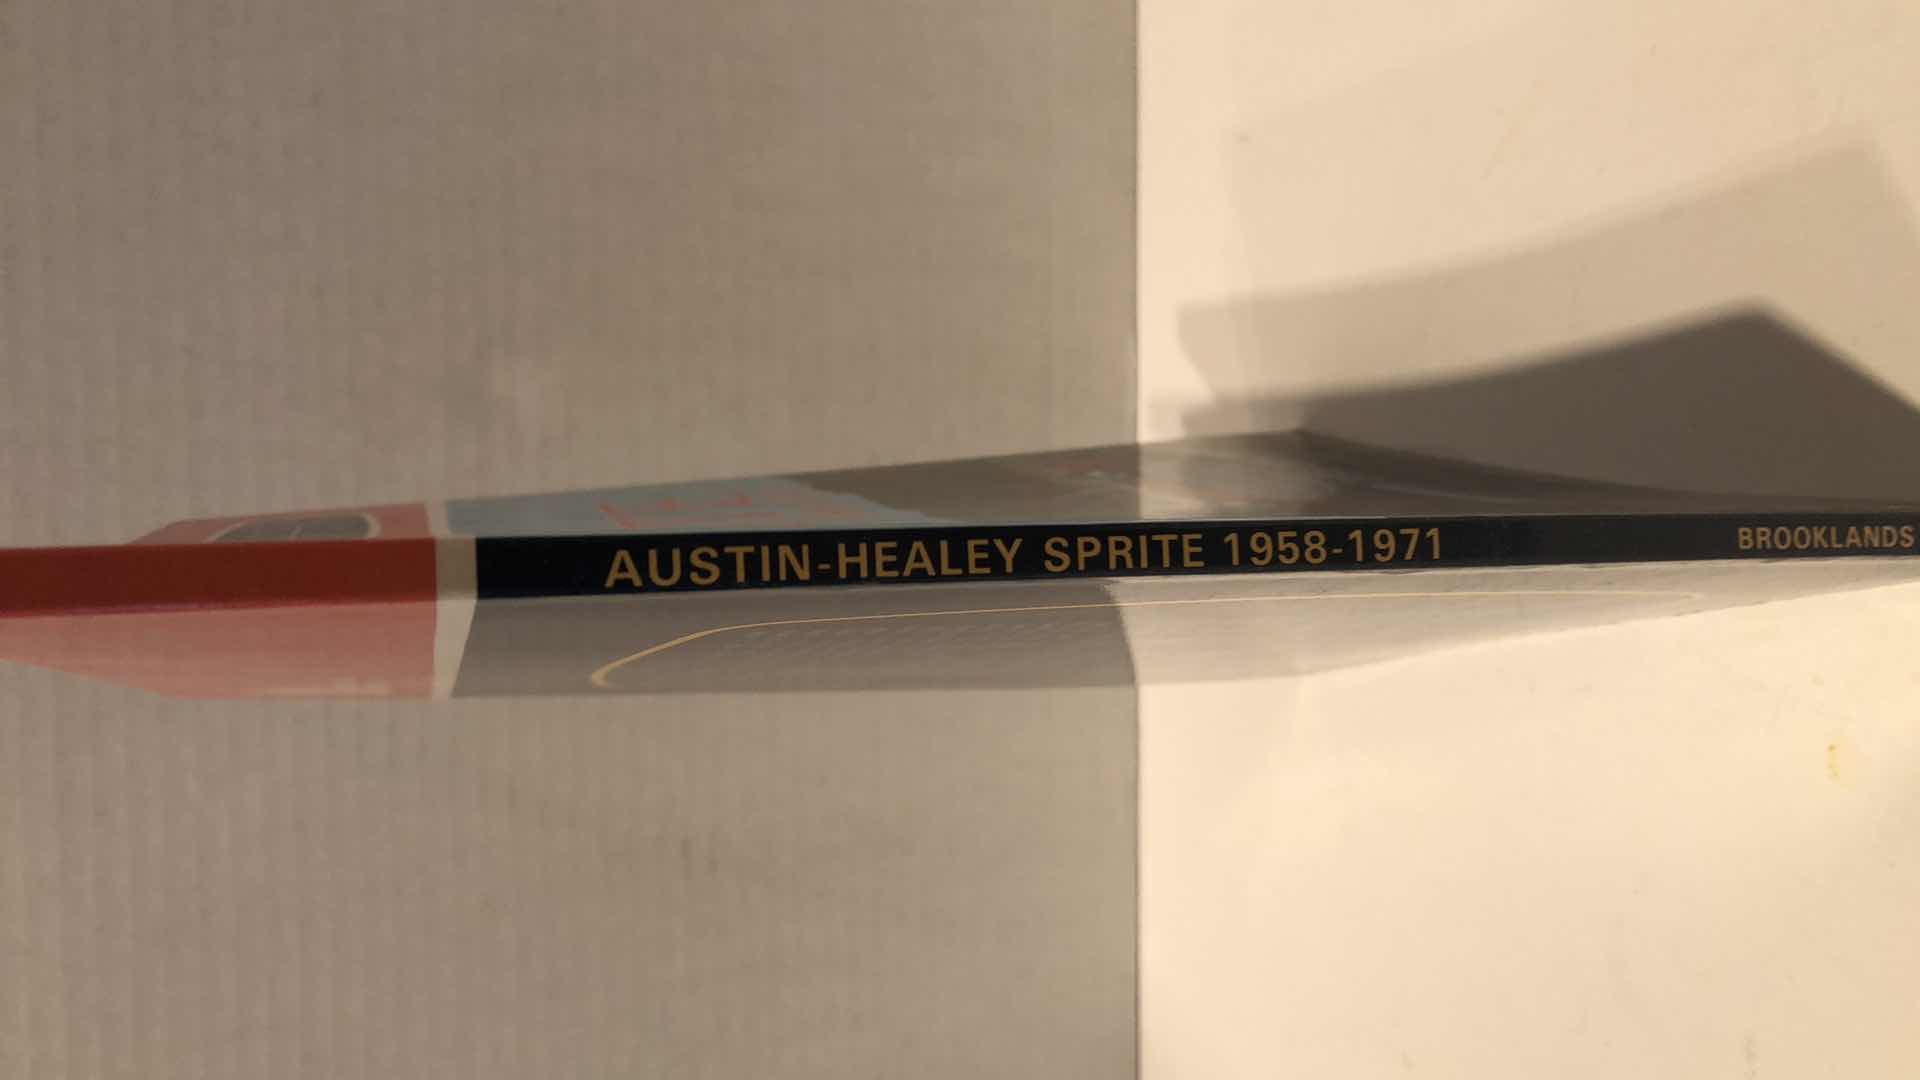 AUSTIN-HEALEY SPRITE 1958-1971 BROOKLANDS